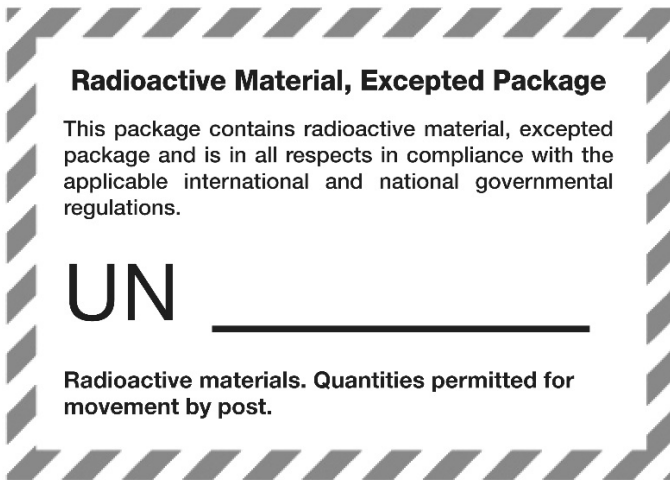 Radioactive Material, Excepted Package
This package contains radioactive material, excepted
package and is in all respects in compliance with the
applicable international and national governmental
regulations.
UN
Radioactive materials. Quantities permitted for
movement by post.